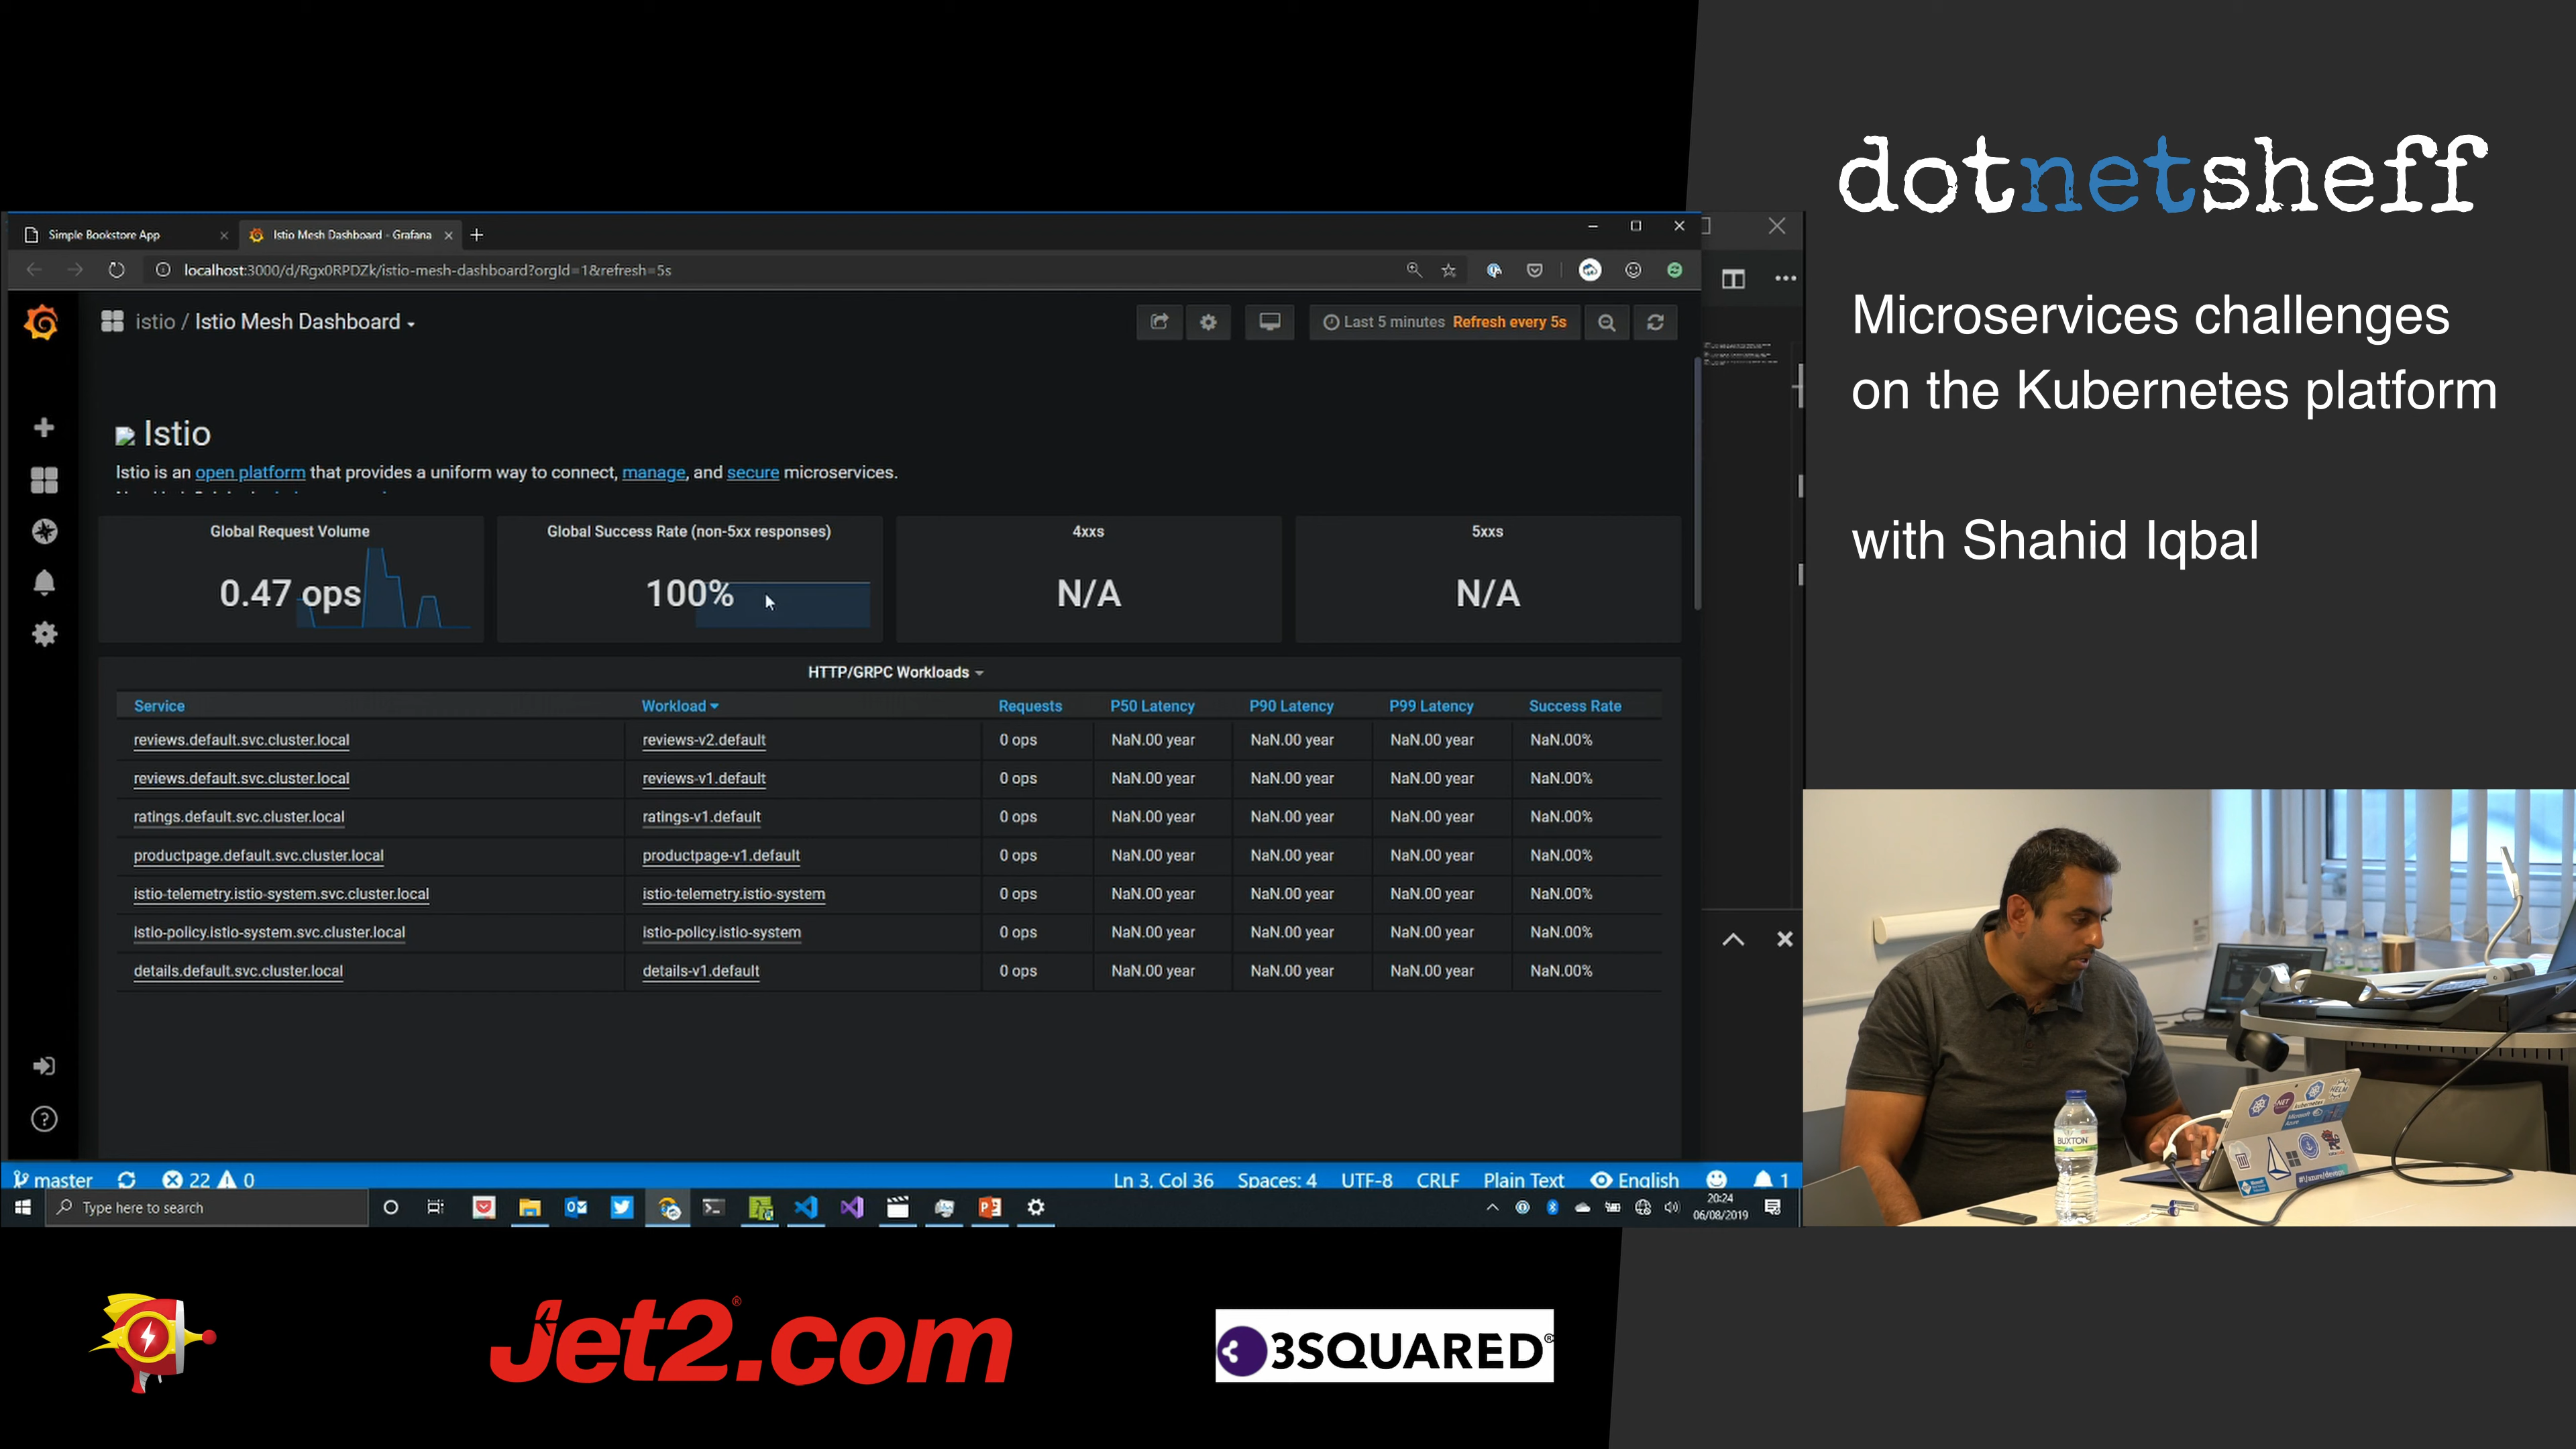 dotnetsheff
Microservices challenges
on the Kubernetes platform
with Shahid Iqbal
Simple Bookstore App
Istio Mesh Dashboard - Grafana
localhost:3000/d/Rgx0RPDZk/istio-mesh-dashboard?orgId=1&refresh=5s
istio / Istio Mesh Dashboard
Last 5 minutes Refresh every 5s
Istio
Istio is an open platform that provides a uniform way to connect, manage, and secure microservices.
Global Request Volume
0.47 ops
Global Success Rate (non-5xx responses)
100%
4xxs
N/A
5xxs
N/A
HTTP/GRPC Workloads
Service Workload Requests P50 Latency P90 Latency P99 Latency Success Rate
reviews.default.svc.cluster.local reviews-v2.default 0 ops NaN.00 year NaN.00 year NaN.00 year NaN.00%
reviews.default.svc.cluster.local reviews-v1.default 0 ops NaN.00 year NaN.00 year NaN.00 year NaN.00%
ratings.default.svc.cluster.local ratings-v1.default 0 ops NaN.00 year NaN.00 year NaN.00 year NaN.00%
productpage.default.svc.cluster.local productpage-v1.default 0 ops NaN.00 year NaN.00 year NaN.00 year NaN.00%
istio-telemetry.istio-system.svc.cluster.local istio-telemetry.istio-system 0 ops NaN.00 year NaN.00 year NaN.00 year NaN.00%
istio-policy.istio-system.svc.cluster.local istio-policy.istio-system 0 ops NaN.00 year NaN.00 year NaN.00 year NaN.00%
details.default.svc.cluster.local details-v1.default 0 ops NaN.00 year NaN.00 year NaN.00 year NaN.00%
master 22 0 Ln 3, Col 36 Spaces: 4 UTF-8 CRLF Plain Text English 1
Type here to search
20:24
06/08/2019
BUXTON
.NET
kubernetes
HELM
Microsoft
Azure
Jet2.com
3SQUARED